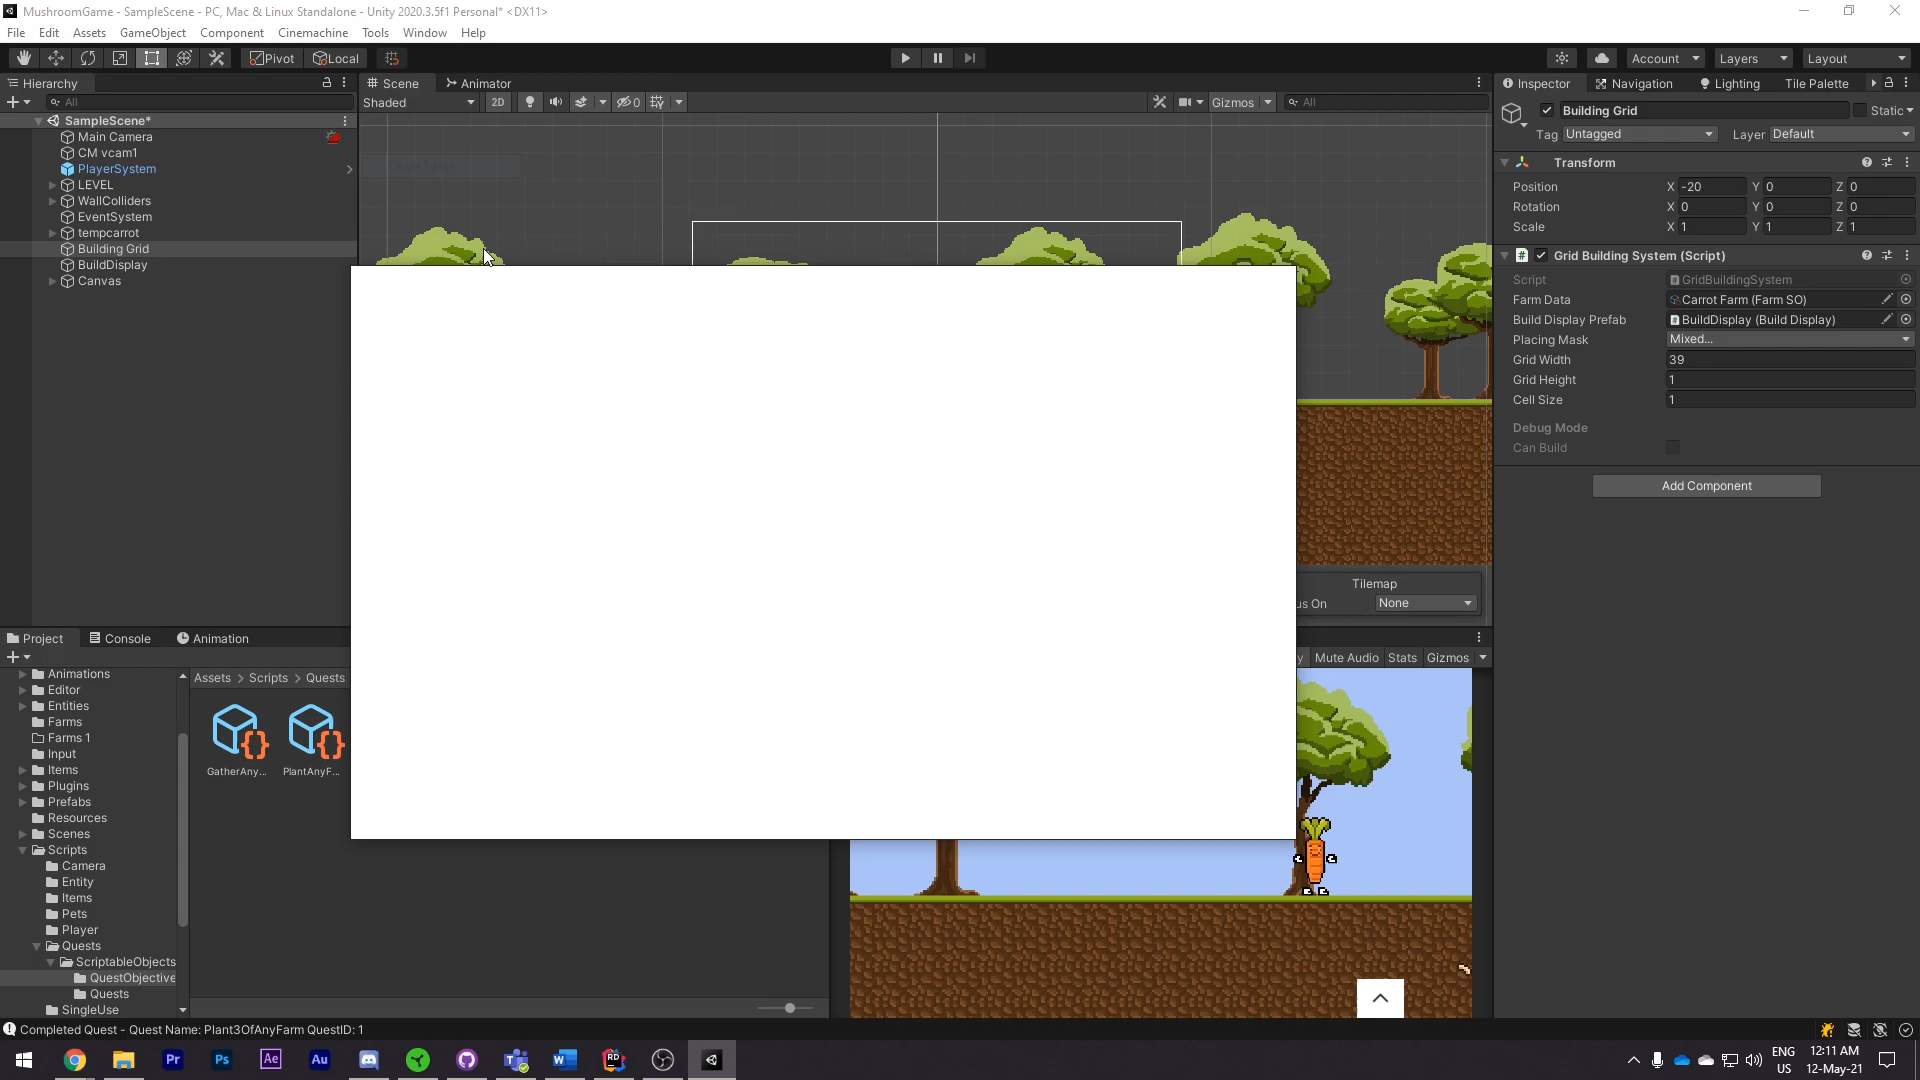 MushroomGame - SampleScene - PC, Mac & Linux Standalone - Unity 2020.3.5f1 Personal* <DX11>
File Edit Assets GameObject Component Cinemachine Tools Window Help
Pivot Local Account Layers Layout
Hierarchy Scene Animator Inspector Navigation Lighting Tile Palette
All Shaded 2D 0 Gizmos All
SampleScene*
Main Camera
CM vcam1
PlayerSystem
LEVEL
WallColliders
EventSystem
tempcarrot
Building Grid
BuildDisplay
Canvas
Building Grid Static
Tag Untagged Layer Default
Transform
Position X -20 Y 0 Z 0
Rotation X 0 Y 0 Z 0
Scale X 1 Y 1 Z 1
Grid Building System (Script)
Script GridBuildingSystem
Farm Data Carrot Farm (Farm SO)
Build Display Prefab BuildDisplay (Build Display)
Placing Mask Mixed...
Grid Width 39
Grid Height 1
Cell Size 1
Debug Mode
Can Build
Add Component
Tilemap
us On None
Project Console Animation
y Mute Audio Stats Gizmos
Assets > Scripts > Quests
Animations
Editor
Entities
Farms
Farms 1
Input
Items
Plugins
Prefabs
Resources
Scenes
Scripts
Camera
Entity
Items
Pets
Player
Quests
ScriptableObjects
QuestObjective
Quests
SingleUse
GatherAny... PlantAnyF...
Completed Quest - Quest Name: Plant3OfAnyFarm QuestID: 1
Pr Ps Ae Au W RD
ENG
US
12:11 AM
12-May-21